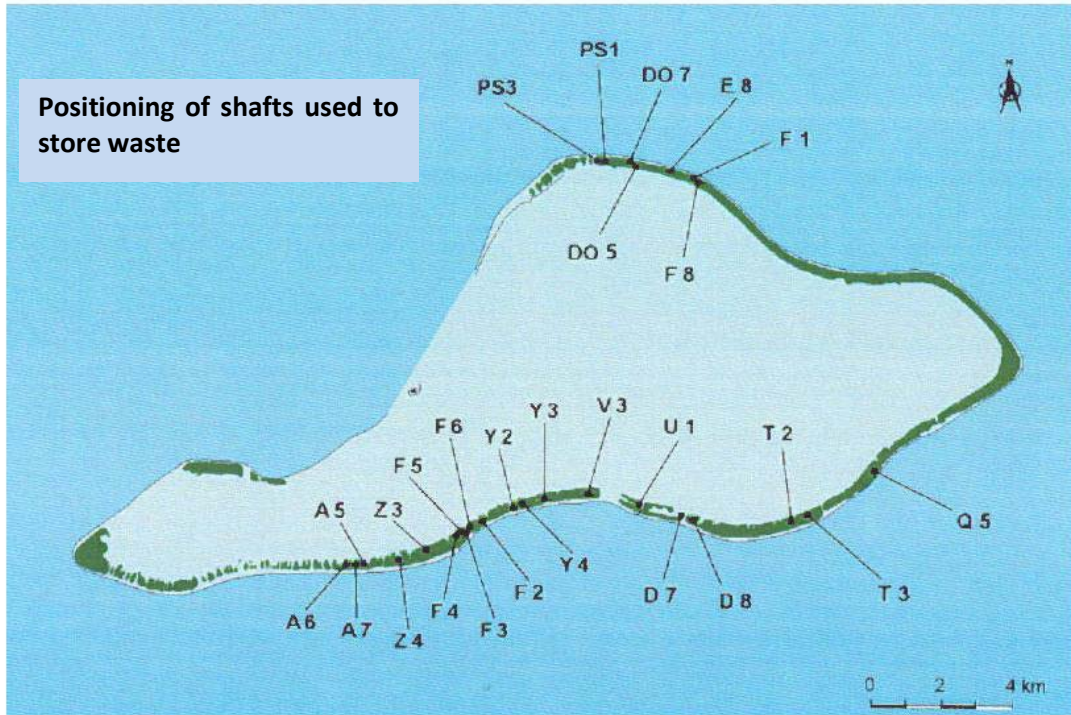 Positioning of shafts used to
store waste
PS1
DO 7
E 8
PS3
F 1
N
DO 5
F 8
V 3
Y 3
U 1
T 2
F 6
Y 2
F 5
Z 3
A 5
Q 5
Y 4
F 2
D 7
D 8
T 3
F 4
F 3
A 6
A 7
Z 4
0 2 4 km